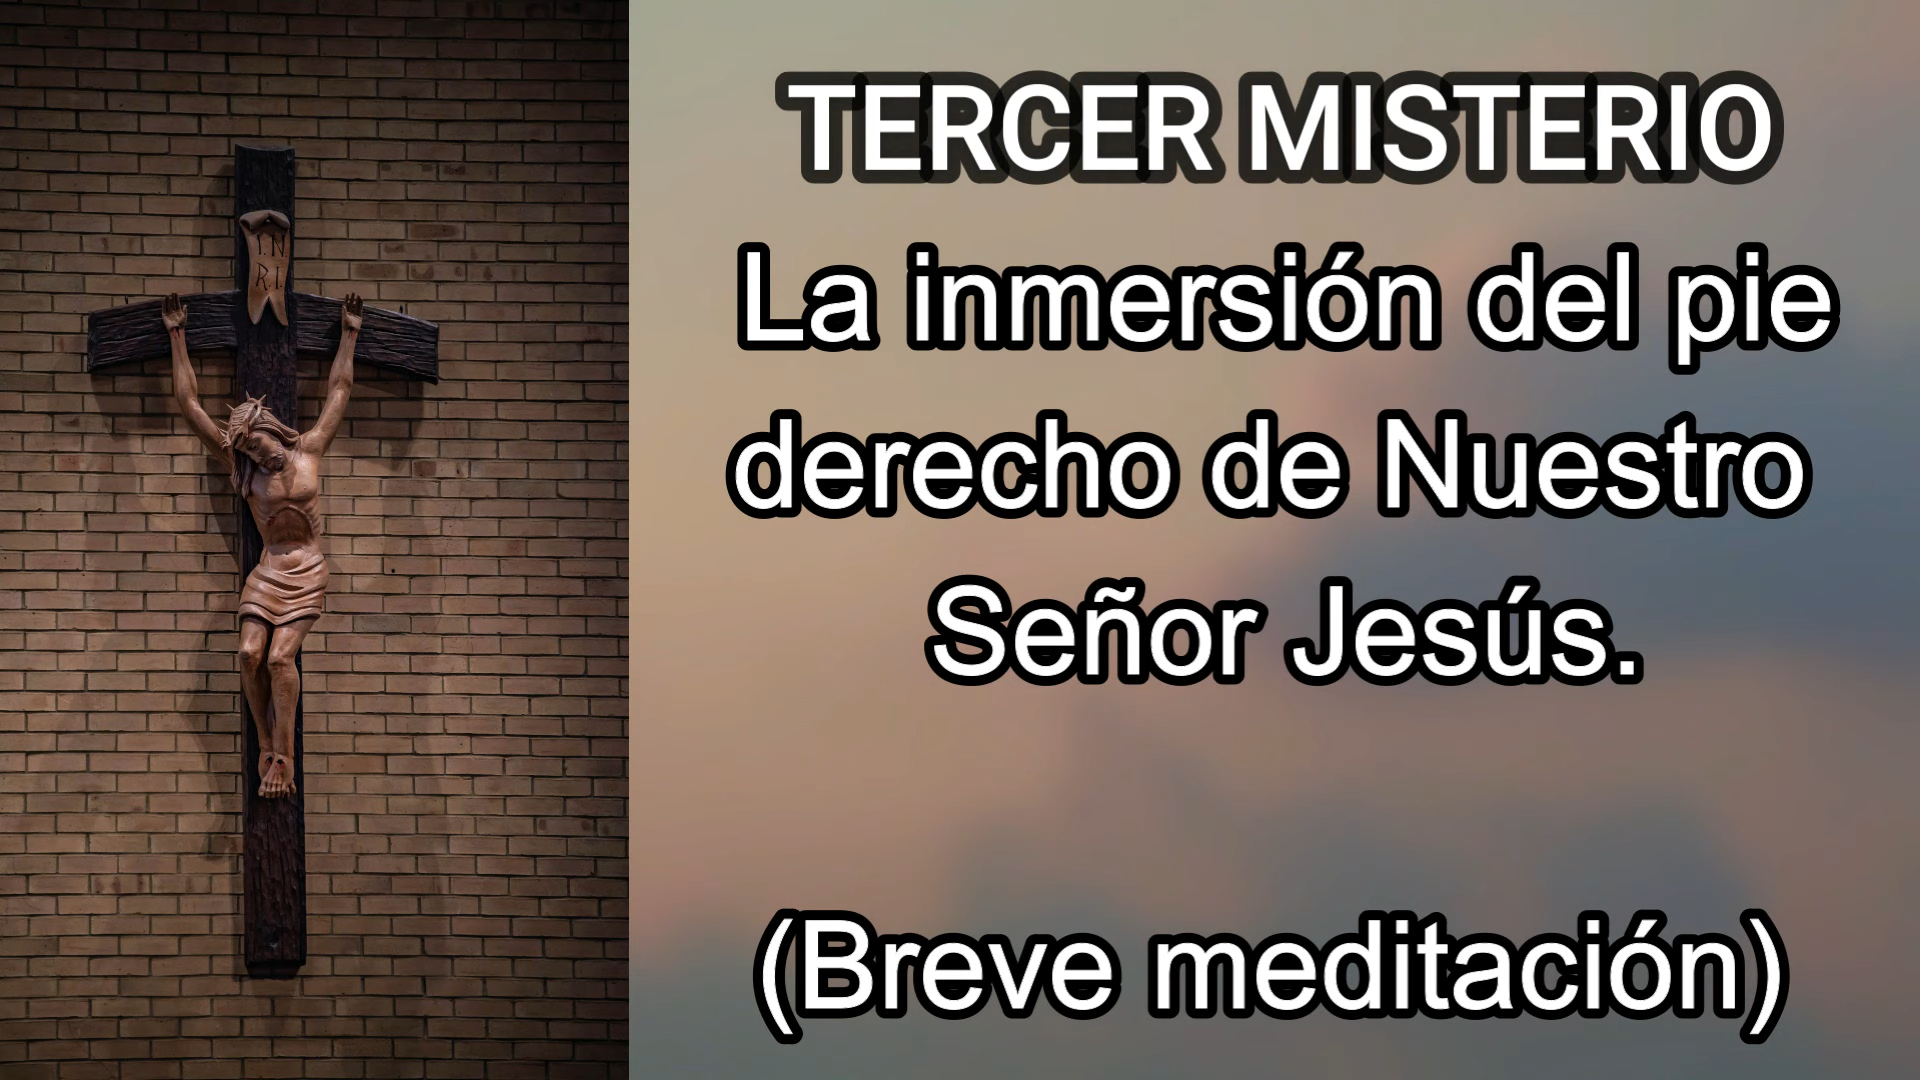 I.N
R.I.
TERCER MISTERIO
La inmersión del pie
derecho de Nuestro
Señor Jesús.
(Breve meditación)